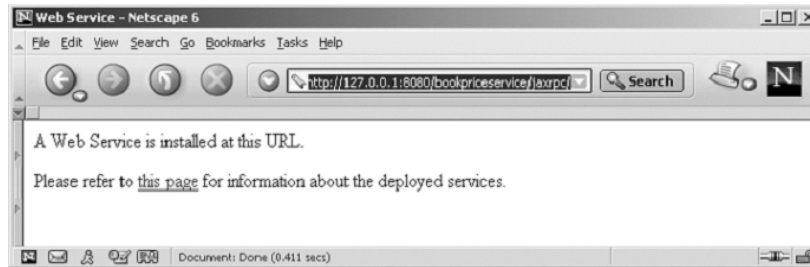 Web Service - Netscape 6
File Edit View Search Go Bookmarks Tasks Help
http://127.0.0.1:8080/bookpriceservice/jaxrpc/
Search
N
A Web Service is installed at this URL.
Please refer to this page for information about the deployed services.
Document: Done (0.411 secs)